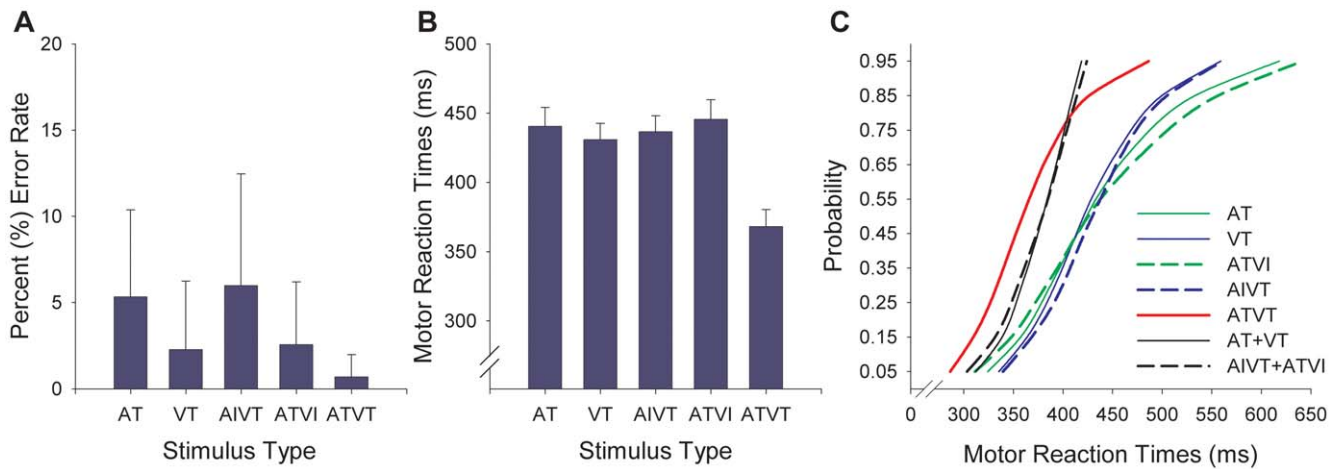 A
Percent (%) Error Rate
20
15
10
5
0
AT VT AIVT ATVI ATVT
Stimulus Type
B
Motor Reaction Times (ms)
500
450
400
350
300
AT VT AIVT ATVI ATVT
Stimulus Type
C
Probability
0.95
0.85
0.75
0.65
0.55
0.45
0.35
0.25
0.15
0.05
0 300 350 400 450 500 550 600 650
Motor Reaction Times (ms)
AT
VT
ATVI
AIVT
ATVT
AT+VT
AIVT+ATVI